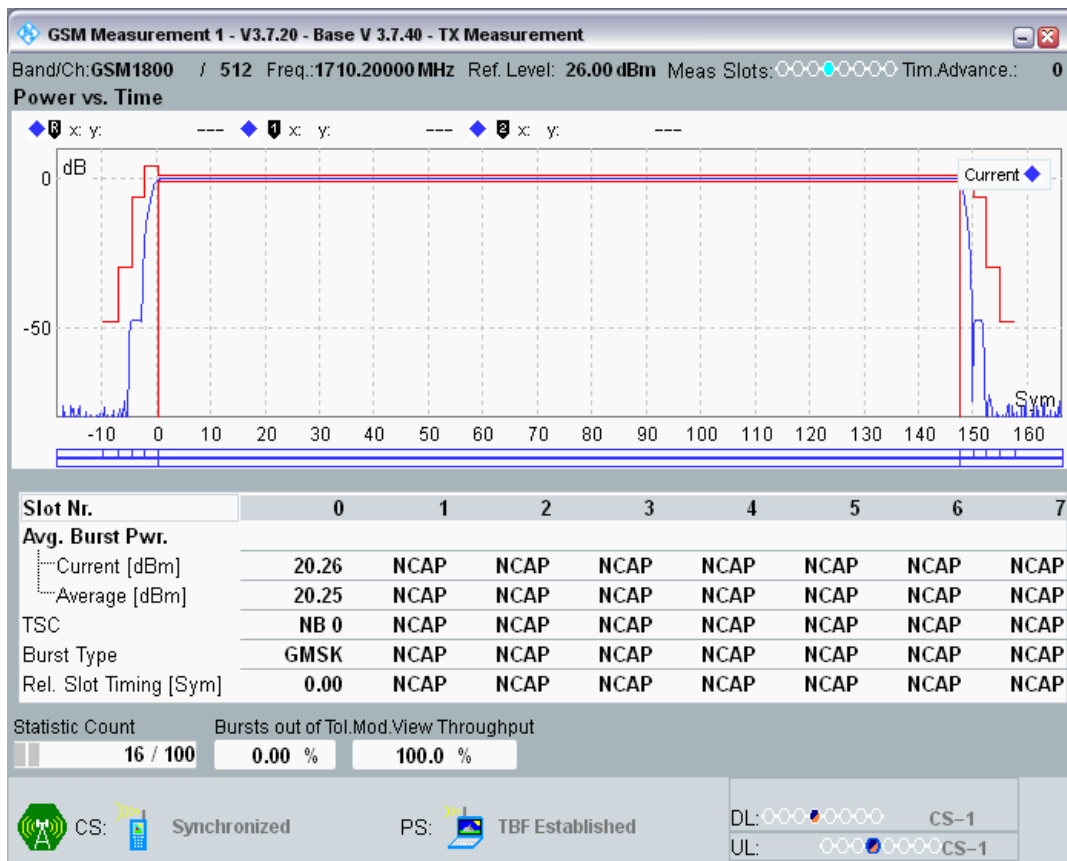 GSM Measurement 1 - V3.7.20 - Base V 3.7.40 - TX Measurement
Band/Ch:GSM1800 / 512 Freq.:1710.20000 MHz Ref. Level: 26.00 dBm Meas Slots: Tim.Advance.: 0
Power vs. Time
R x: y: --- 1 x: y: --- 2 x: y: ---
dB
0
Current
-50
Sym
-10 0 10 20 30 40 50 60 70 80 90 100 110 120 130 140 150 160
Slot Nr. 0 1 2 3 4 5 6 7
Avg. Burst Pwr.
Current [dBm] 20.26 NCAP NCAP NCAP NCAP NCAP NCAP NCAP
Average [dBm] 20.25 NCAP NCAP NCAP NCAP NCAP NCAP NCAP
TSC NB 0 NCAP NCAP NCAP NCAP NCAP NCAP NCAP
Burst Type GMSK NCAP NCAP NCAP NCAP NCAP NCAP NCAP
Rel. Slot Timing [Sym] 0.00 NCAP NCAP NCAP NCAP NCAP NCAP NCAP
Statistic Count Bursts out of Tol.Mod.View Throughput
16 / 100 0.00 % 100.0 %
CS: Synchronized PS: TBF Established
DL: CS-1
UL: CS-1